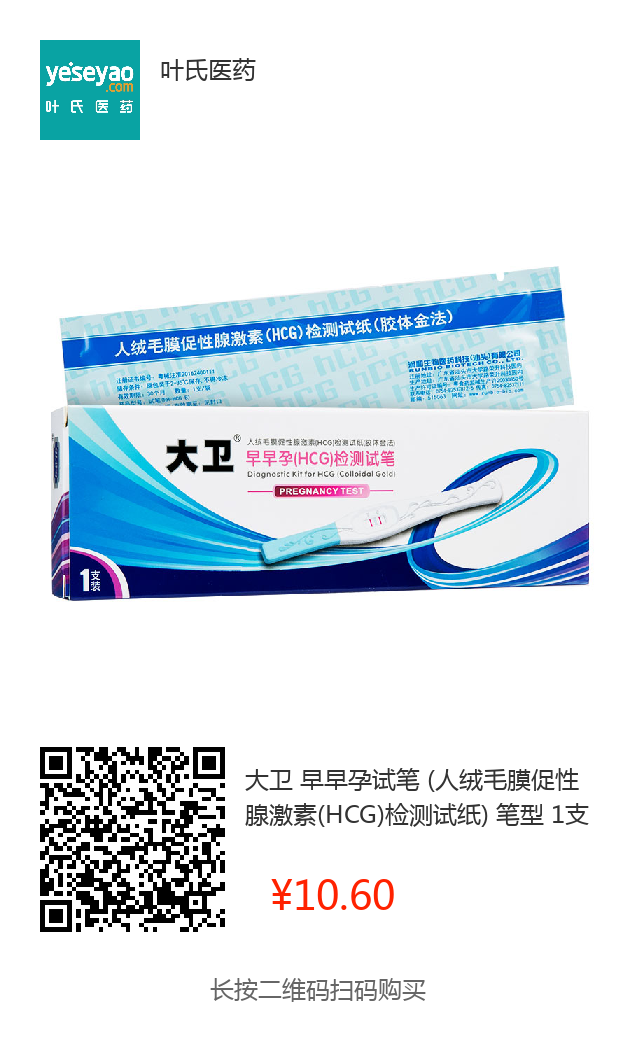 yeseyao
.com
叶氏医药
叶氏医药
hCG
人绒毛膜促性腺激素(HCG)检测试纸(胶体金法)
大卫®
人绒毛膜促性腺激素(HCG)检测试纸(胶体金法)
早早孕(HCG)检测试笔
Diagnostic Kit for HCG (Colloidal Gold)
PREGNANCY TEST
1支装
大卫 早早孕试笔 (人绒毛膜促性
腺激素(HCG)检测试纸) 笔型 1支
¥10.60
长按二维码扫码购买